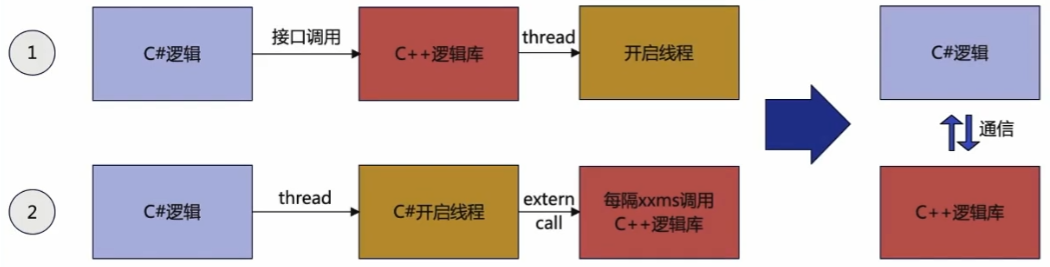 1
C#逻辑
接口调用
C++逻辑库
thread
开启线程
C#逻辑
通信
2
C#逻辑
thread
C#开启线程
extern
call
每隔xxms调用
C++逻辑库
C++逻辑库